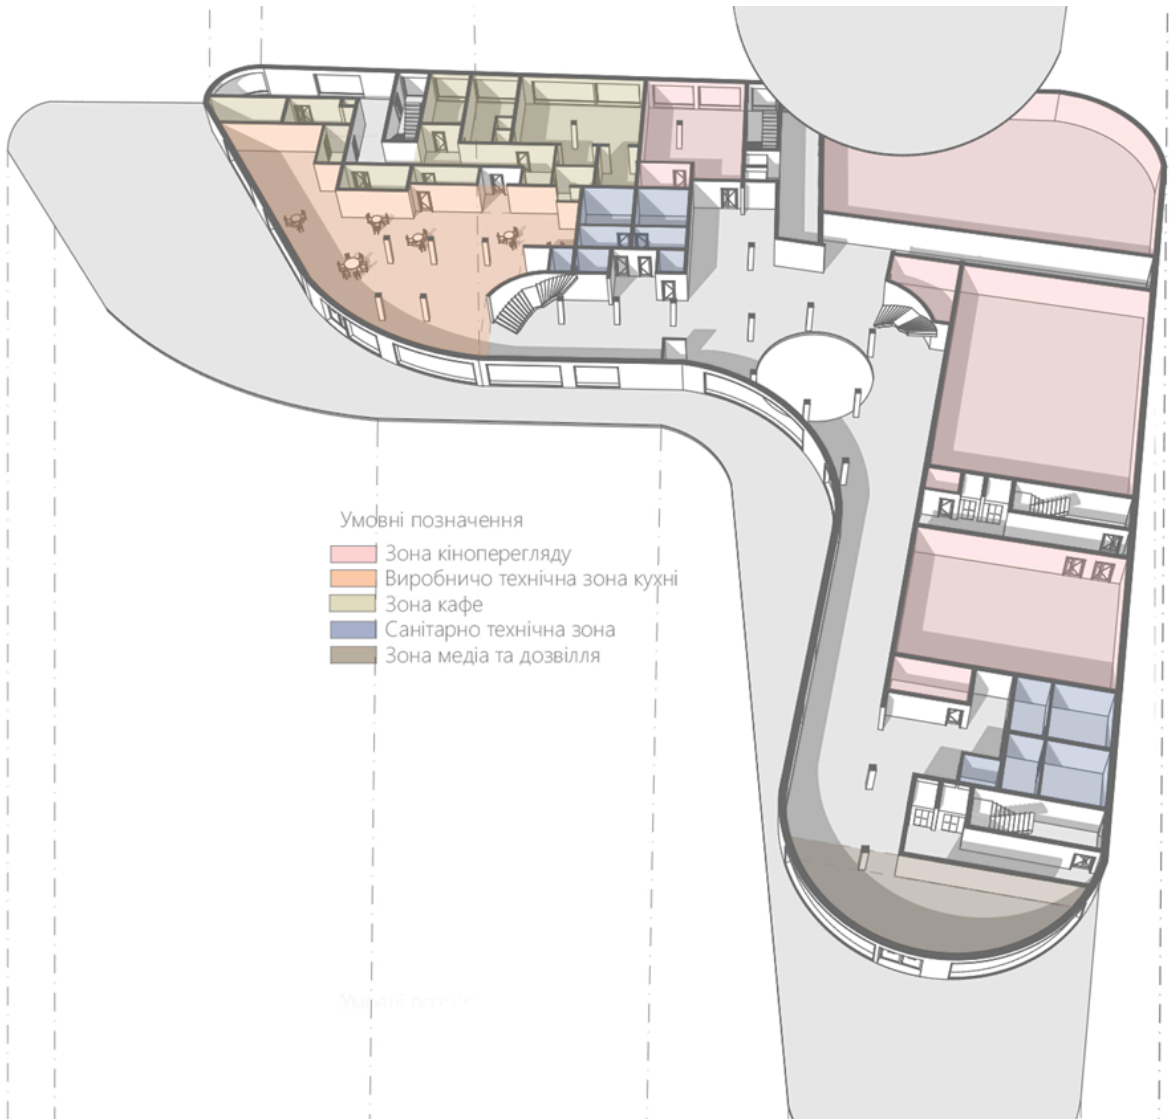 Умовні позначення
Зона кіноперегляду
Виробничо технічна зона кухні
Зона кафе
Санітарно технічна зона
Зона медіа та дозвілля